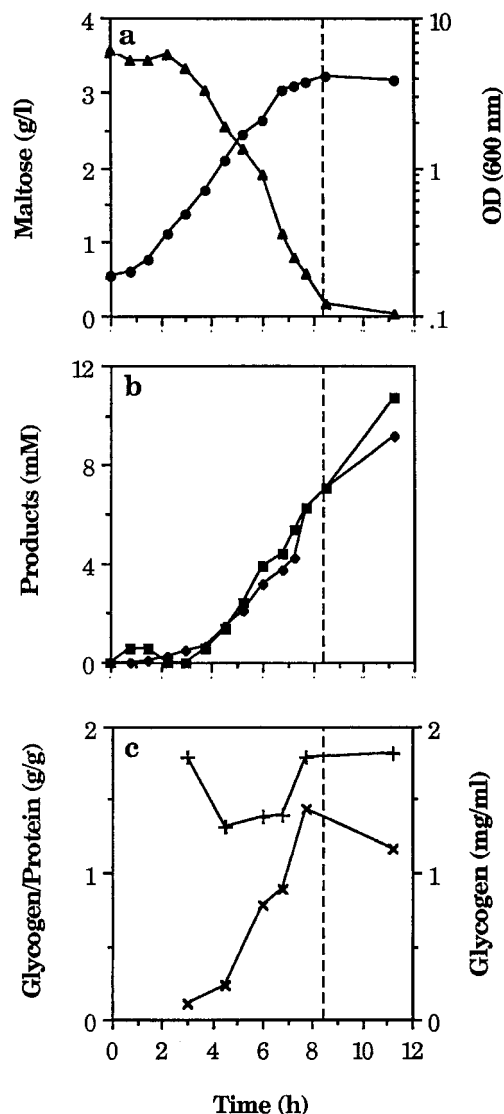 a
4
3
2
1
0
Maltose (g/l)
10
1
.1
OD (600 nm)
b
12
8
4
0
Products (mM)
c
2
1
0
Glycogen/Protein (g/g)
2
1
0
Glycogen (mg/ml)
0 2 4 6 8 10 12
Time (h)